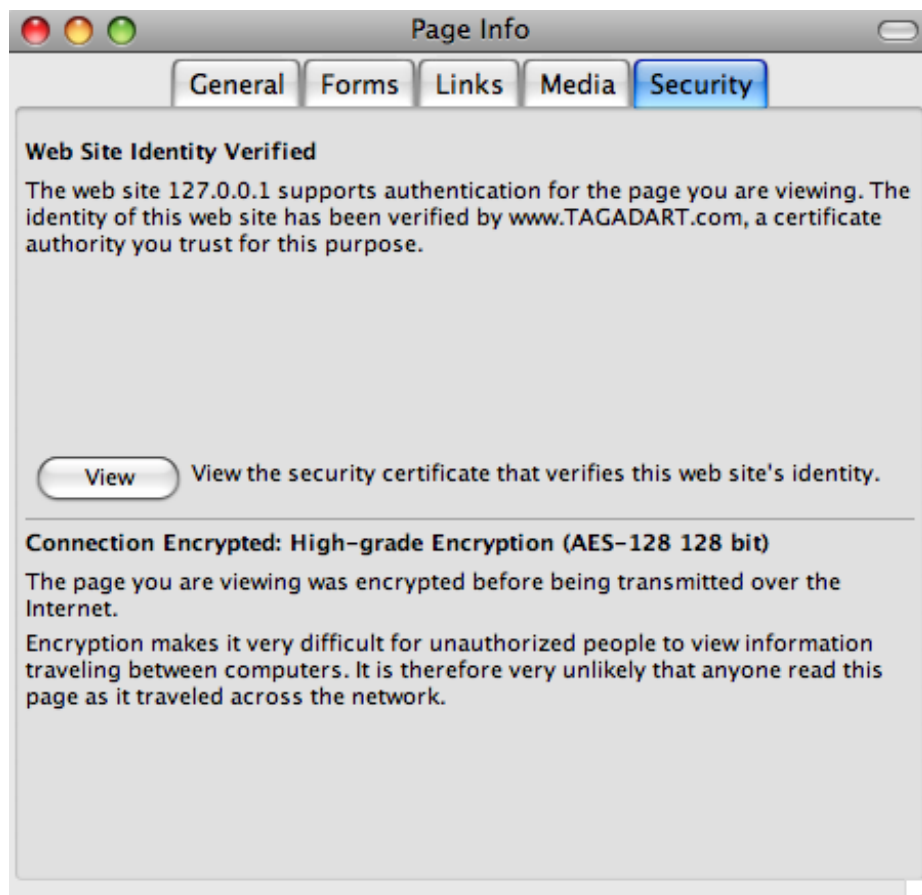 Page Info
General Forms Links Media Security
Web Site Identity Verified
The web site 127.0.0.1 supports authentication for the page you are viewing. The
identity of this web site has been verified by www.TAGADART.com, a certificate
authority you trust for this purpose.
View View the security certificate that verifies this web site's identity.
Connection Encrypted: High-grade Encryption (AES-128 128 bit)
The page you are viewing was encrypted before being transmitted over the
Internet.
Encryption makes it very difficult for unauthorized people to view information
traveling between computers. It is therefore very unlikely that anyone read this
page as it traveled across the network.